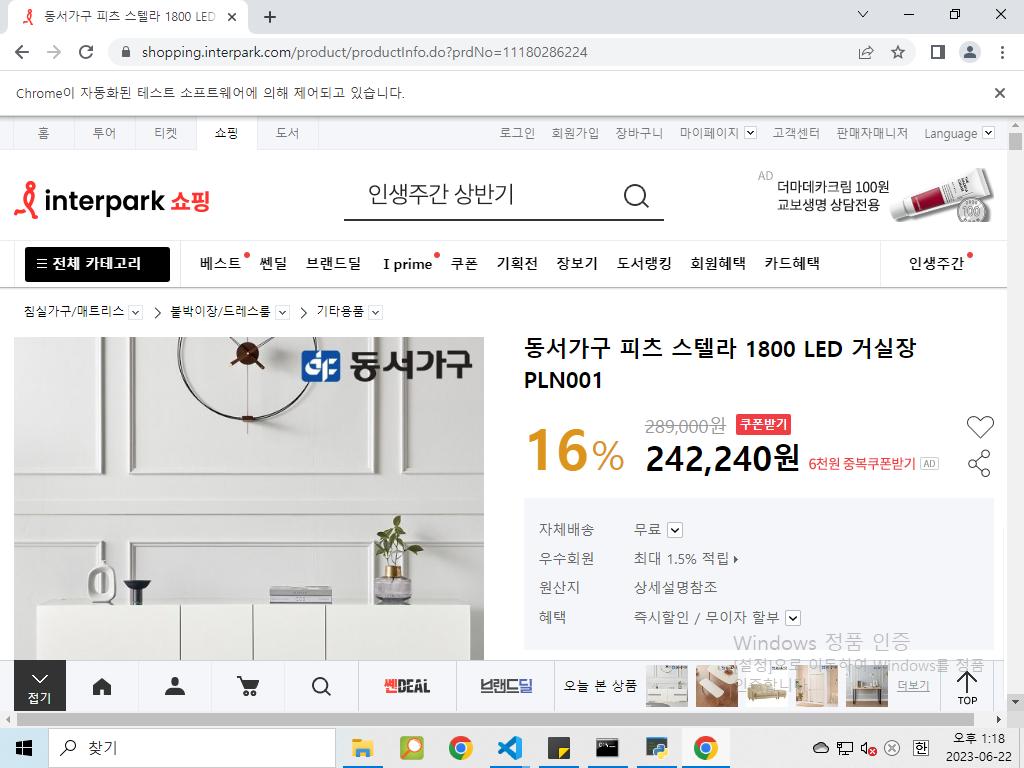 동서가구 피츠 스텔라 1800 LED
shopping.interpark.com/product/productInfo.do?prdNo=11180286224
Chrome이 자동화된 테스트 소프트웨어에 의해 제어되고 있습니다.
홈 투어 티켓 쇼핑 도서 로그인 회원가입 장바구니 마이페이지 고객센터 판매자매니저 Language
interpark 쇼핑
인생주간 상반기
AD
더마데카크림 100원
교보생명 상담전용
100
전체 카테고리 베스트 쎈딜 브랜드딜 I prime 쿠폰 기획전 장보기 도서랭킹 회원혜택 카드혜택 인생주간
침실가구/매트리스 붙박이장/드레스룸 기타용품
동서가구
동서가구 피츠 스텔라 1800 LED 거실장
PLN001
289,000원 쿠폰받기
16% 242,240원 6천원 중복쿠폰받기 AD
자체배송 무료
우수회원 최대 1.5% 적립
원산지 상세설명참조
혜택 즉시할인 / 무이자 할부
Windows 정품 인증
[설정]으로 이동하여 Windows를 정품
인증합니다
접기 쎈DEAL 브랜드딜 오늘 본 상품 더보기 TOP
찾기
한
오후 1:18
2023-06-22